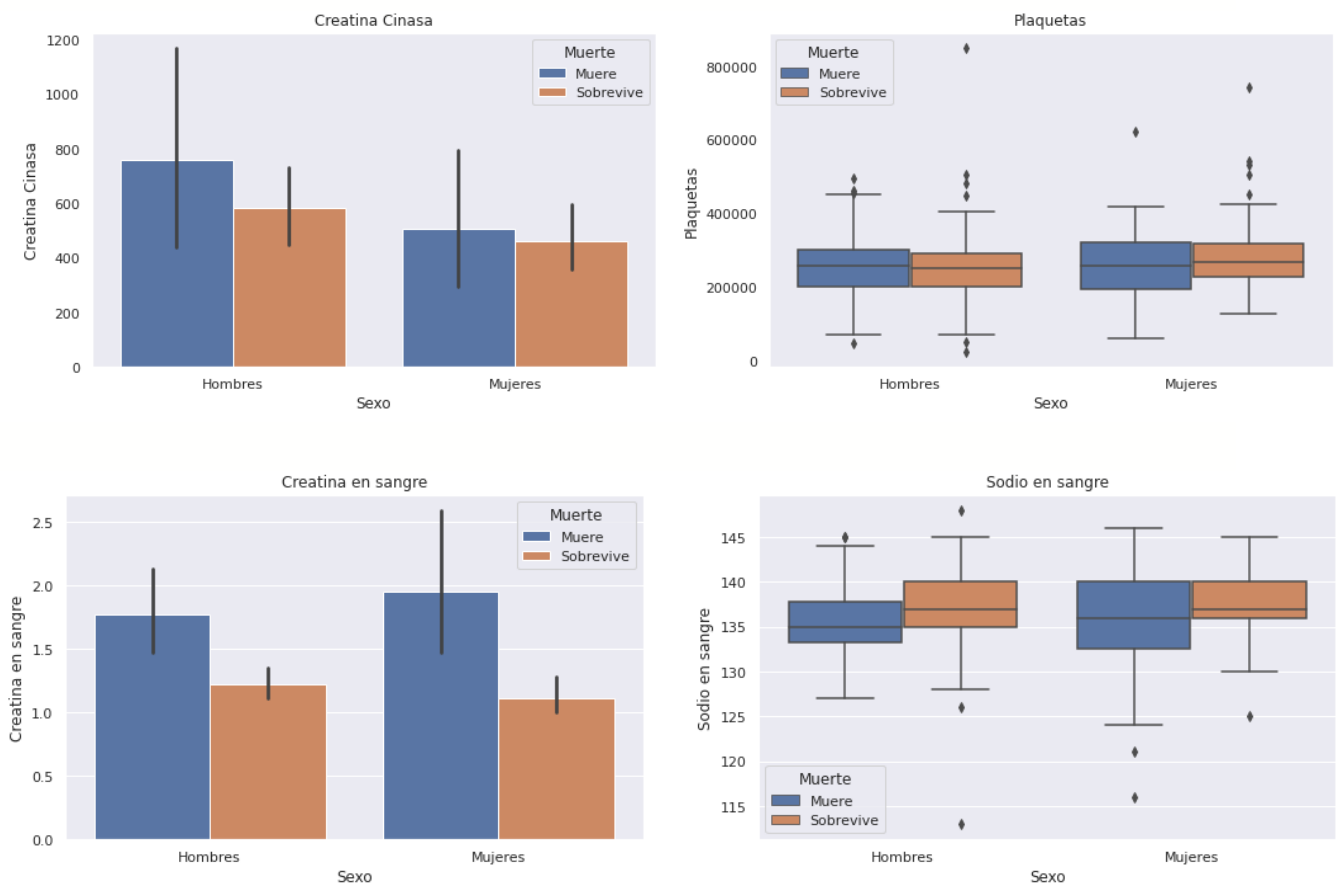 Creatina Cinasa
Creatina Cinasa
1200
1000
800
600
400
200
0
Muerte
Muere
Sobrevive
Hombres
Mujeres
Sexo
Plaquetas
Plaquetas
800000
600000
400000
200000
0
Muerte
Muere
Sobrevive
Hombres
Mujeres
Sexo
Creatina en sangre
Creatina en sangre
2.5
2.0
1.5
1.0
0.5
0.0
Muerte
Muere
Sobrevive
Hombres
Mujeres
Sexo
Sodio en sangre
Sodio en sangre
145
140
135
130
125
120
115
Muerte
Muere
Sobrevive
Hombres
Mujeres
Sexo